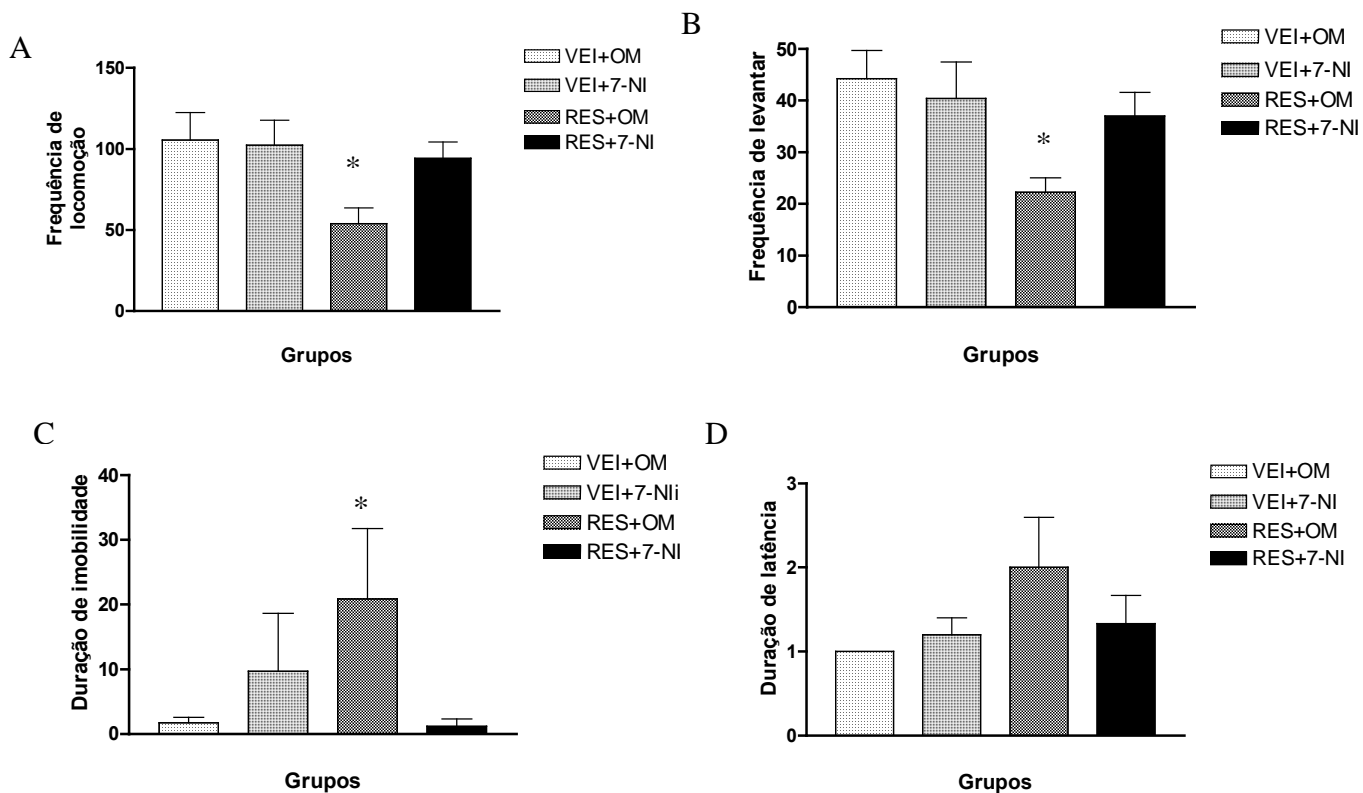 A
VEI+OM
VEI+7-NI
RES+OM
RES+7-NI
150
100
50
0
Frequência de
locomoção
*
Grupos
B
VEI+OM
VEI+7-NI
RES+OM
RES+7-NI
50
40
30
20
10
0
Frequência de levantar
*
Grupos
C
VEI+OM
VEI+7-NIi
RES+OM
RES+7-NI
40
30
20
10
0
Duração de imobilidade
*
Grupos
D
VEI+OM
VEI+7-NI
RES+OM
RES+7-NI
3
2
1
0
Duração de latência
Grupos